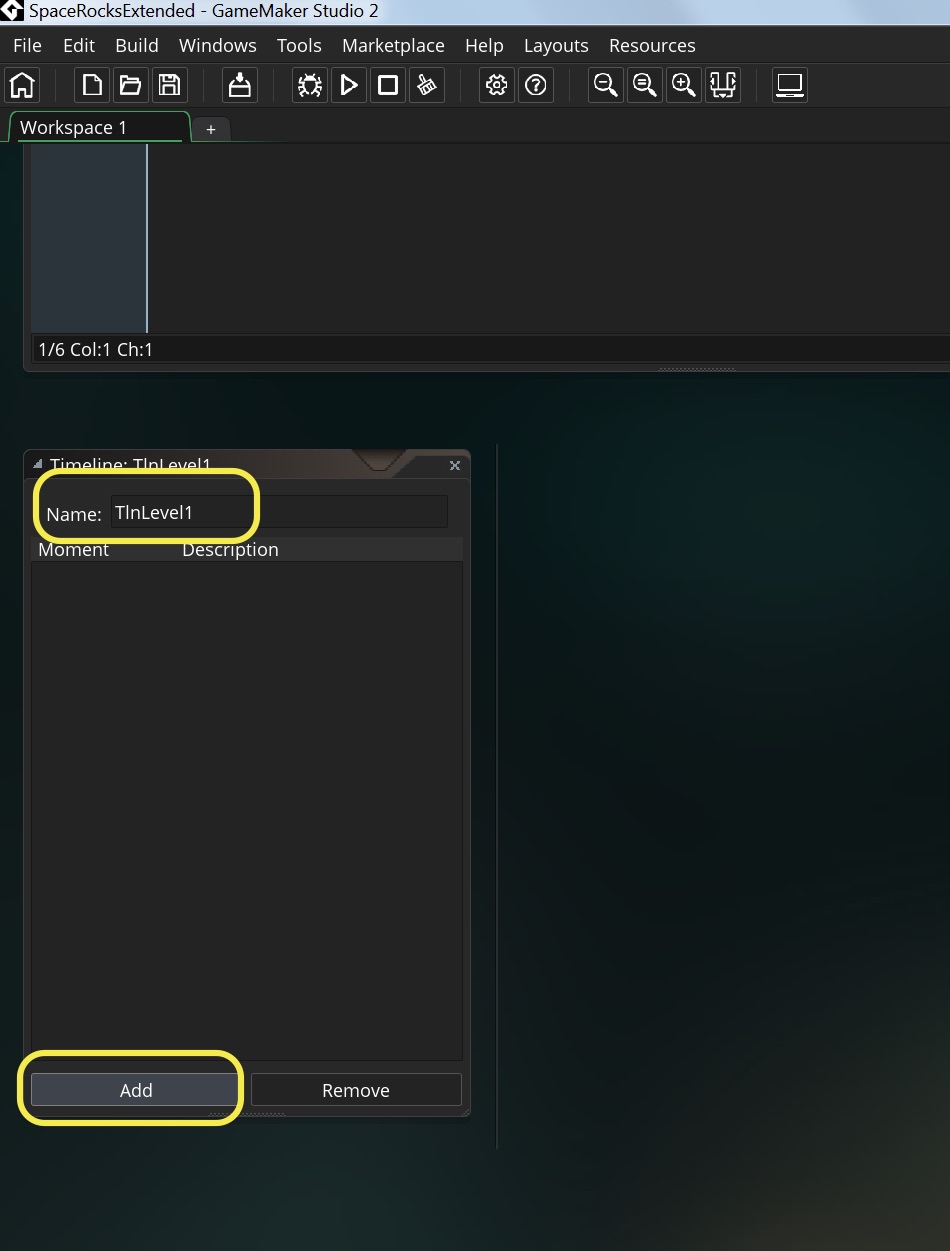 SpaceRocksExtended - GameMaker Studio 2
File Edit Build Windows Tools Marketplace Help Layouts Resources
Workspace 1 +
1/6 Col:1 Ch:1
Timeline: TlnLevel1
Name: TlnLevel1
Moment Description
Add Remove